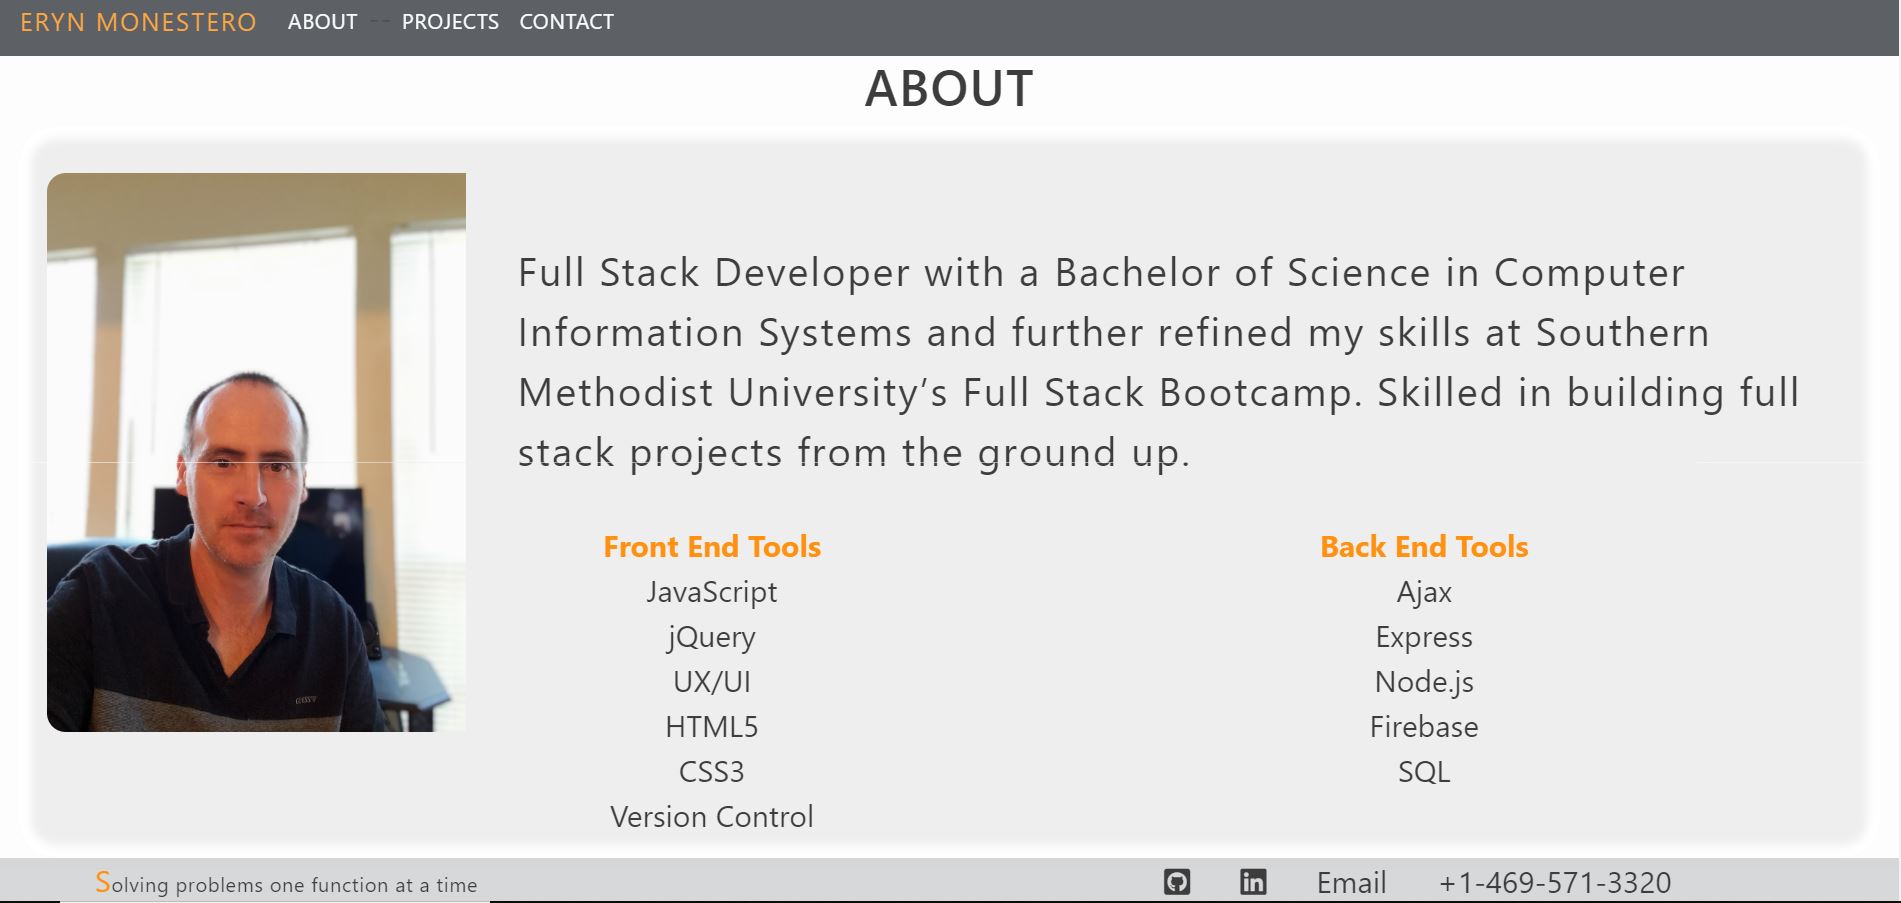 ERYN MONESTERO ABOUT -- PROJECTS CONTACT
ABOUT
Full Stack Developer with a Bachelor of Science in Computer
Information Systems and further refined my skills at Southern
Methodist University’s Full Stack Bootcamp. Skilled in building full
stack projects from the ground up.
Front End Tools
JavaScript
jQuery
UX/UI
HTML5
CSS3
Version Control
Back End Tools
Ajax
Express
Node.js
Firebase
SQL
Solving problems one function at a time
in Email +1-469-571-3320